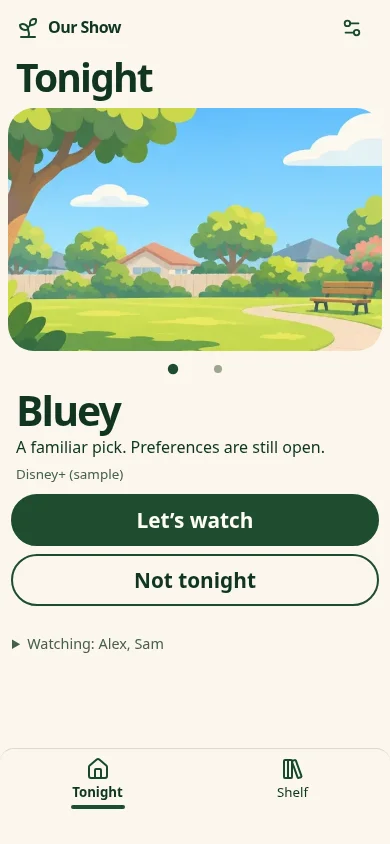 Our Show
Tonight
Bluey
A familiar pick. Preferences are still open.
Disney+ (sample)
Let's watch
Not tonight
Watching: Alex, Sam
Tonight
Shelf